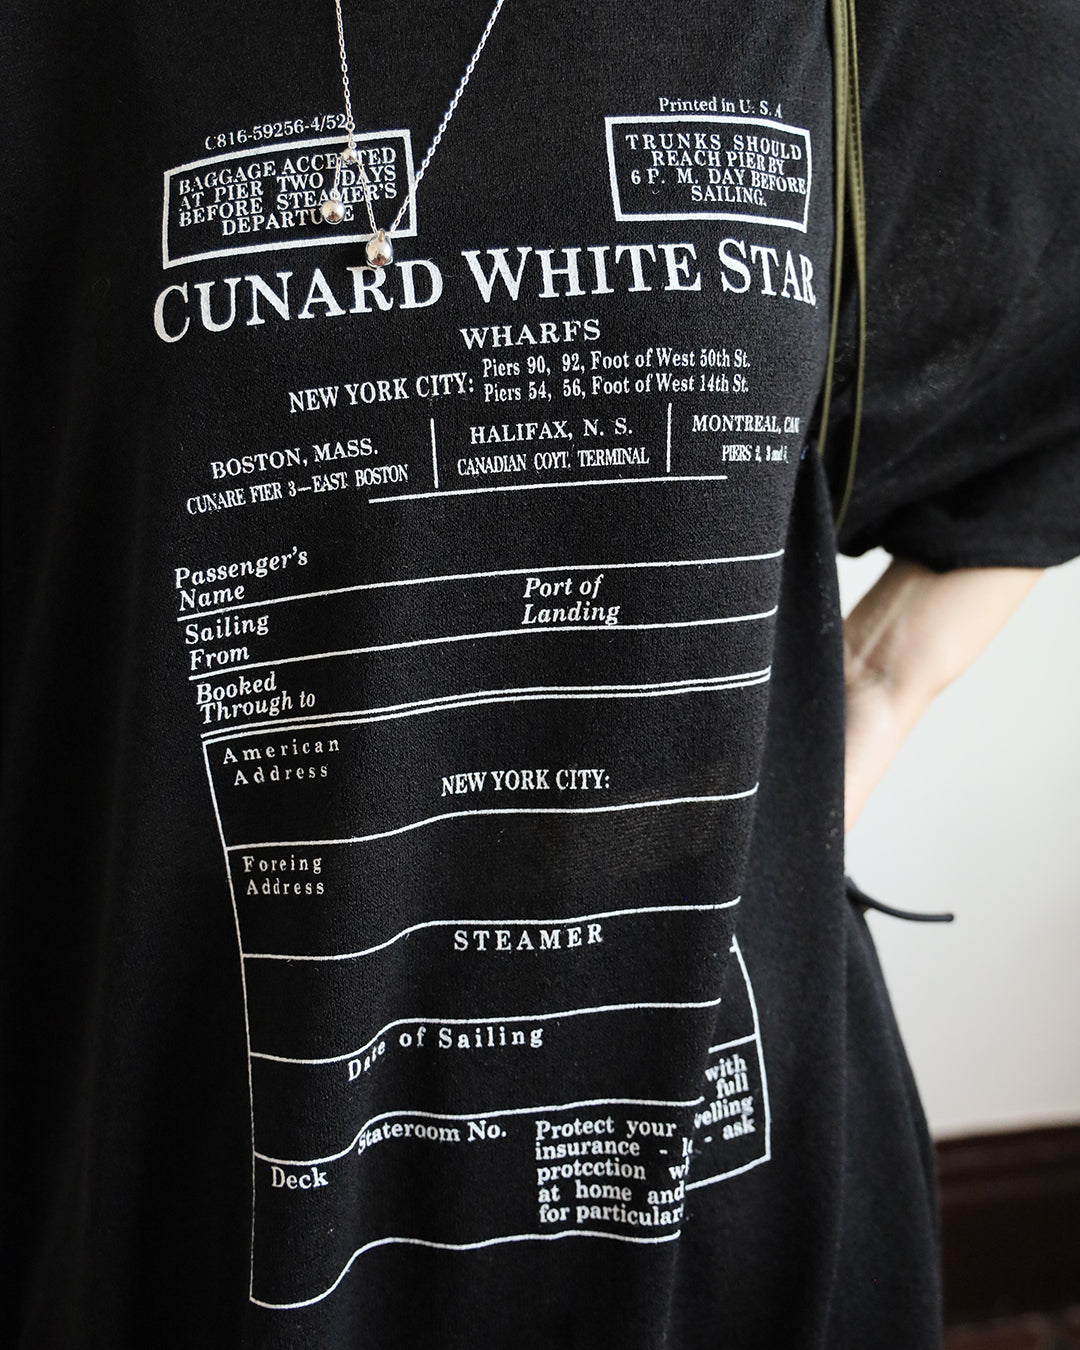 C816-59256-4/52
Printed in U. S. A
BAGGAGE ACCEPTED
AT PIER TWO DAYS
BEFORE STEAMER'S
DEPARTURE
TRUNKS SHOULD
REACH PIER BY
6 P. M. DAY BEFORE
SAILING.
CUNARD WHITE STAR
WHARFS
NEW YORK CITY:
Piers 90, 92, Foot of West 50th St.
Piers 54, 56, Foot of West 14th St.
BOSTON, MASS.
CUNARE FIER 3—EAST BOSTON
HALIFAX, N. S.
CANADIAN COYT. TERMINAL
MONTREAL, CAN
PIERS 2, 3 and
Passenger's
Name
Sailing
From
Port of
Landing
Booked
Through to
American
Address
NEW YORK CITY:
Foreing
Address
STEAMER
Date of Sailing
Stateroom No.
Deck
Protect your
insurance -
protcction
at home and
for particular
with
full
velling
- ask